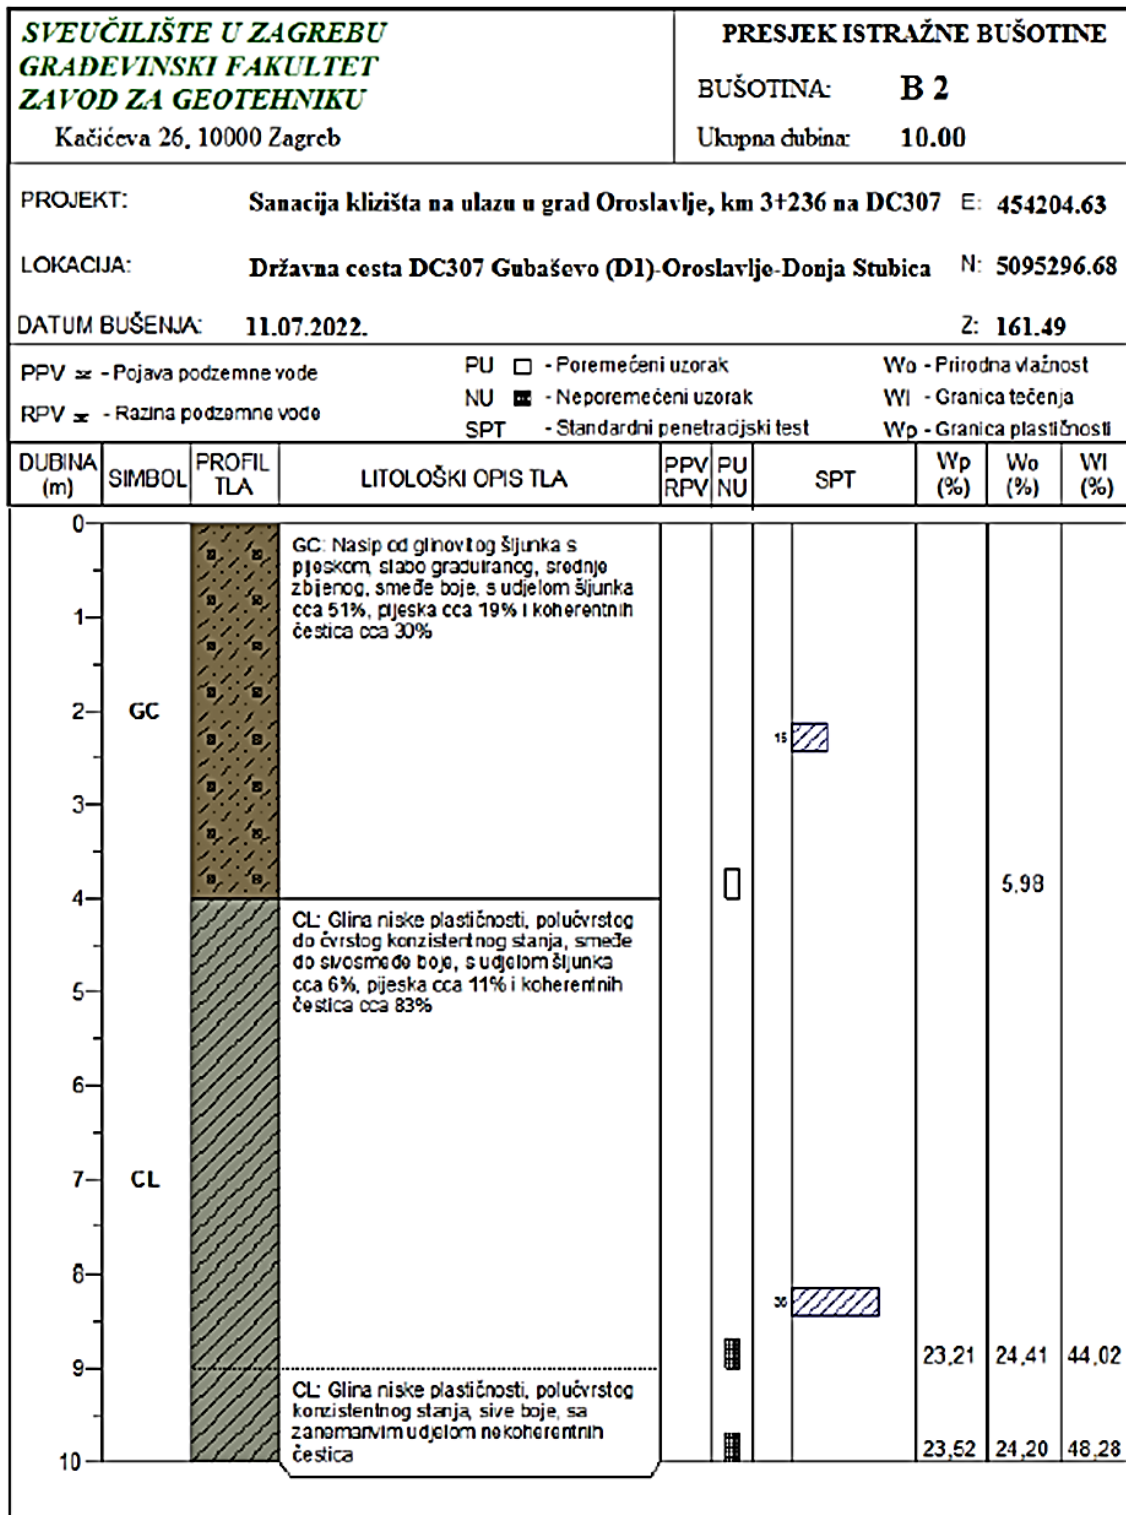 SVEUČILIŠTE U ZAGREBU
GRAĐEVINSKI FAKULTET
ZAVOD ZA GEOTEHNIKU
Kačićeva 26, 10000 Zagreb
PRESJEK ISTRAŽNE BUŠOTINE
BUŠOTINA: B 2
Ukupna dubina: 10.00
PROJEKT: Sanacija klizišta na ulazu u grad Oroslavlje, km 3+236 na DC307 E: 454204.63
LOKACIJA: Državna cesta DC307 Gubaševo (D1)-Oroslavlje-Donja Stubica N: 5095296.68
DATUM BUŠENJA: 11.07.2022. Z: 161.49
PPV - Pojava podzemne vode
RPV - Razina podzemne vode
PU - Poremećeni uzorak
NU - Neporemećeni uzorak
SPT - Standardni penetracijski test
Wo - Prirodna vlažnost
Wl - Granica tečenja
Wp - Granica plastičnosti
DUBINA (m)
SIMBOL
PROFIL TLA
LITOLOŠKI OPIS TLA
PPV RPV
PU NU
SPT
Wp (%)
Wo (%)
Wl (%)
0
GC: Nasip od glinovitog šljunka s
pijeskom, slabo graduiranog, srednje
zbijenog, smeđe boje, s udjelom šljunka
cca 51%, pijeska cca 19% i koherentnih
čestica cca 30%
1
2
GC
15
3
4
5,98
CL: Glina niske plastičnosti, polučvrstog
do čvrstog konzistentnog stanja, smeđe
do sivosmeđe boje, s udjelom šljunka
cca 6%, pijeska cca 11% i koherentnih
čestica cca 83%
5
6
7
CL
8
36
9
23,21 24,41 44,02
CL: Glina niske plastičnosti, polučvrstog
konzistentnog stanja, sive boje, sa
zanemarivim udjelom nekoherentnih
čestica
10
23,52 24,20 48,28